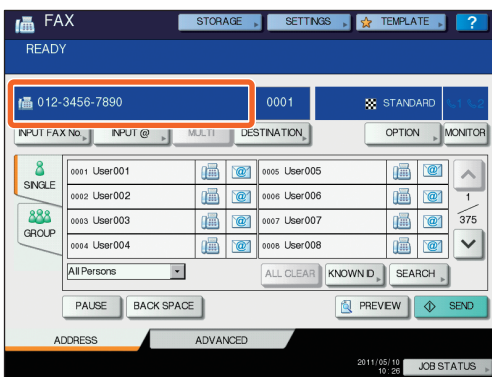 FAX STORAGE SETTINGS TEMPLATE ?
READY
012-3456-7890 0001 STANDARD 1 2
INPUT FAX No. INPUT @ MULTI DESTINATION OPTION MONITOR
SINGLE
GROUP
0001 User001 @ 0005 User005 @
0002 User002 @ 0006 User006 @
0003 User003 @ 0007 User007 @
0004 User004 @ 0008 User008 @
1
375
All Persons ALL CLEAR KNOWN ID SEARCH
PAUSE BACK SPACE PREVIEW SEND
ADDRESS ADVANCED
2011/05/10
10:26
JOB STATUS